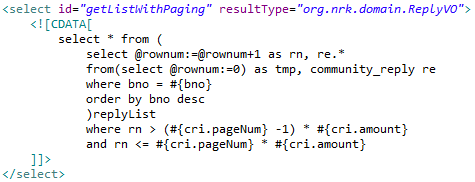 <select id="getListWithPaging" resultType="org.nrk.domain.ReplyVO">
<![CDATA[
select * from (
select @rownum:=@rownum+1 as rn, re.*
from(select @rownum:=0) as tmp, community_reply re
where bno = #{bno}
order by bno desc
)replyList
where rn > (#{cri.pageNum} -1) * #{cri.amount}
and rn <= #{cri.pageNum} * #{cri.amount}
]]>
</select>